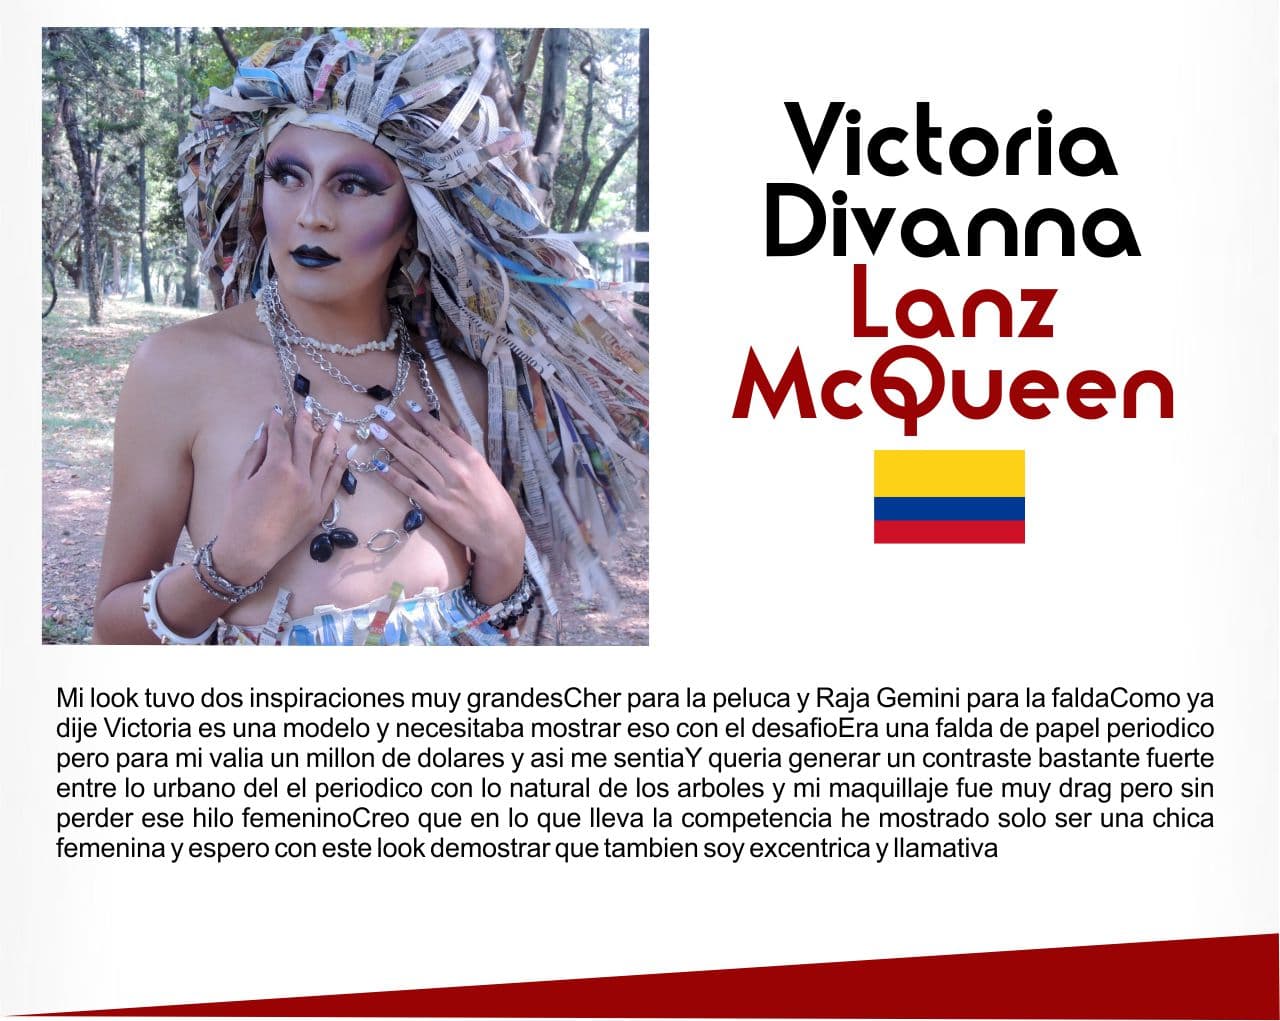 Victoria
Divanna
Lanz
McQueen
Mi look tuvo dos inspiraciones muy grandesCher para la peluca y Raja Gemini para la faldaComo ya
dije Victoria es una modelo y necesitaba mostrar eso con el desafioEra una falda de papel periodico
pero para mi valia un millon de dolares y asi me sentiaY queria generar un contraste bastante fuerte
entre lo urbano del el periodico con lo natural de los arboles y mi maquillaje fue muy drag pero sin
perder ese hilo femeninoCreo que en lo que lleva la competencia he mostrado solo ser una chica
femenina y espero con este look demostrar que tambien soy excentrica y llamativa